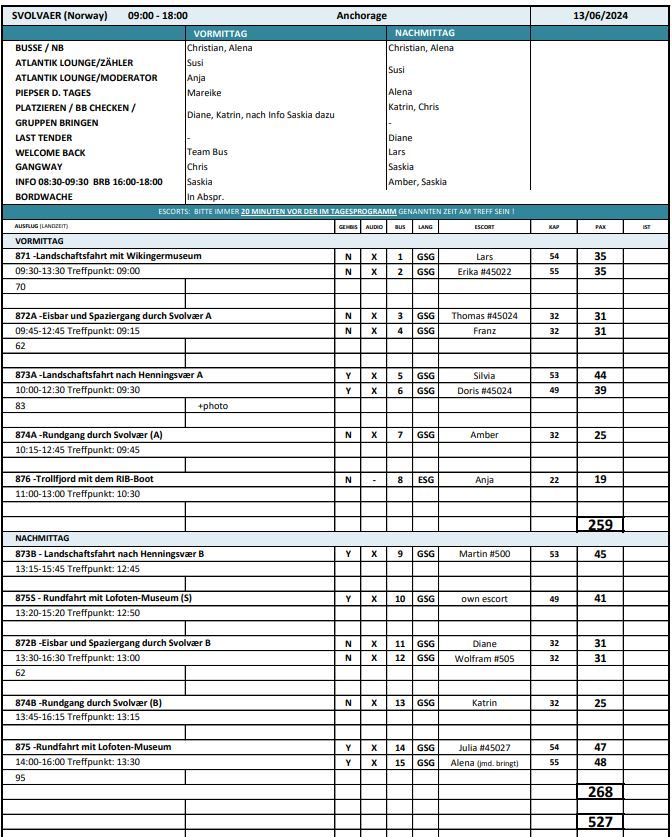 SVOLVAER (Norway) 09:00 - 18:00 Anchorage 13/06/2024
VORMITTAG NACHMITTAG
BUSSE / NB Christian, Alena Christian, Alena
ATLANTIK LOUNGE/ZÄHLER Susi Susi
ATLANTIK LOUNGE/MODERATOR Anja
PIEPSER D. TAGES Mareike Alena
PLATZIEREN / BB CHECKEN / Diane, Katrin, nach Info Saskia dazu Katrin, Chris
GRUPPEN BRINGEN -
LAST TENDER - Diane
WELCOME BACK Team Bus Lars
GANGWAY Chris Saskia
INFO 08:30-09:30 BRB 16:00-18:00 Saskia Amber, Saskia
BORDWACHE In Abspr.
ESCORTS: BITTE IMMER 20 MINUTEN VOR DER IM TAGESPROGRAMM GENANNTEN ZEIT AM TREFF SEIN !
AUSFLUG (LANDZEIT) GEHBIS AUDIO BUS LANG ESCORT KAP PAX IST
VORMITTAG
871 -Landschaftsfahrt mit Wikingermuseum N X 1 GSG Lars 54 35
09:30-13:30 Treffpunkt: 09:00 N X 2 GSG Erika #45022 55 35
70
872A -Eisbar und Spaziergang durch Svolvær A N X 3 GSG Thomas #45024 32 31
09:45-12:45 Treffpunkt: 09:15 N X 4 GSG Franz 32 31
62
873A -Landschaftsfahrt nach Henningsvær A Y X 5 GSG Silvia 53 44
10:00-12:30 Treffpunkt: 09:30 Y X 6 GSG Doris #45024 49 39
83 +photo
874A -Rundgang durch Svolvær (A) N X 7 GSG Amber 32 25
10:15-12:45 Treffpunkt: 09:45
876 -Trollfjord mit dem RIB-Boot N - 8 ESG Anja 22 19
11:00-13:00 Treffpunkt: 10:30
259
NACHMITTAG
873B - Landschaftsfahrt nach Henningsvær B Y X 9 GSG Martin #500 53 45
13:15-15:45 Treffpunkt: 12:45
875S - Rundfahrt mit Lofoten-Museum (S) Y X 10 GSG own escort 49 41
13:20-15:20 Treffpunkt: 12:50
872B -Eisbar und Spaziergang durch Svolvær B N X 11 GSG Diane 32 31
13:30-16:30 Treffpunkt: 13:00 N X 12 GSG Wolfram #505 32 31
62
874B -Rundgang durch Svolvær (B) N X 13 GSG Katrin 32 25
13:45-16:15 Treffpunkt: 13:15
875 -Rundfahrt mit Lofoten-Museum Y X 14 GSG Julia #45027 54 47
14:00-16:00 Treffpunkt: 13:30 Y X 15 GSG Alena (jmd. bringt) 55 48
95
268
527